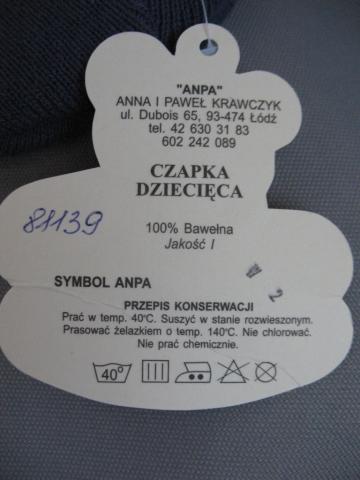 "ANPA"
ANNA I PAWEŁ KRAWCZYK
ul. Dubois 65, 93-474 Łódź
tel. 42 630 31 83
602 242 089
CZAPKA
DZIECIĘCA
81139
100% Bawełna
Jakość I
2
SYMBOL ANPA
PRZEPIS KONSERWACJI
Prać w temp. 40°C. Suszyć w stanie rozwieszonym.
Prasować żelazkiem o temp. 140°C. Nie chlorować.
Nie prać chemicznie.
40°